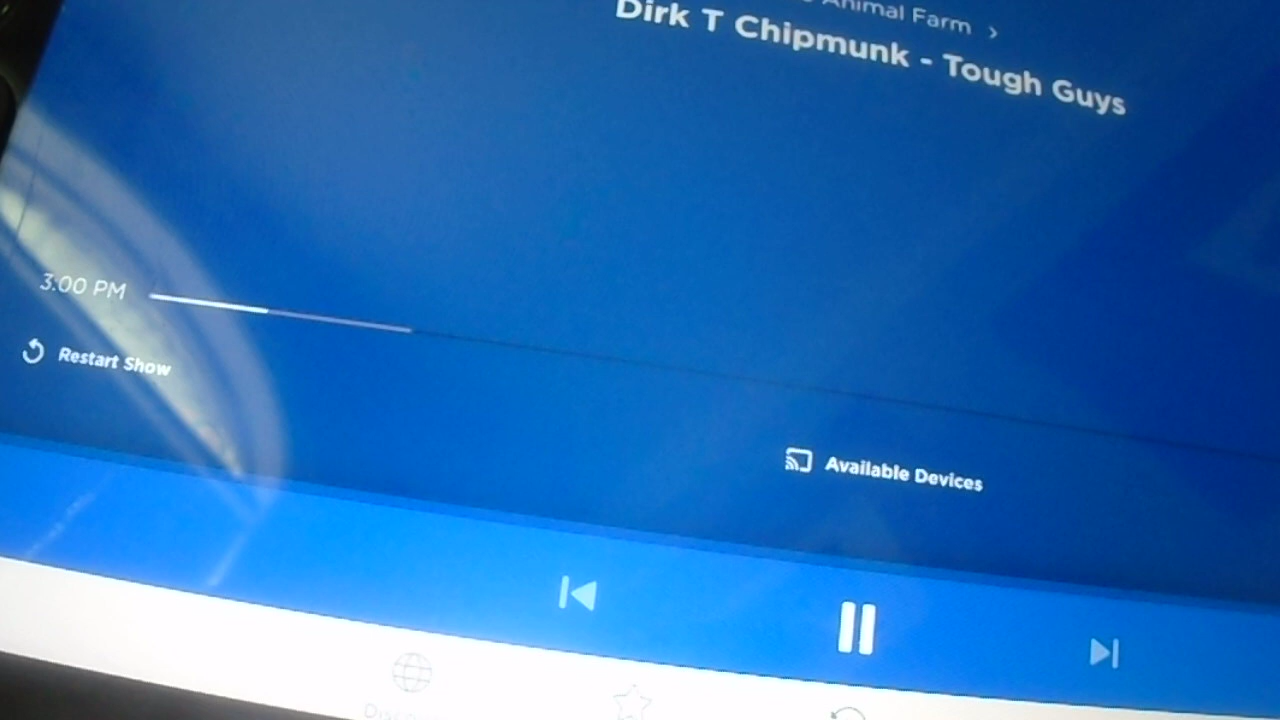 Animal Farm
Dirk T Chipmunk - Tough Guys
3:00 PM
Restart Show
Available Devices